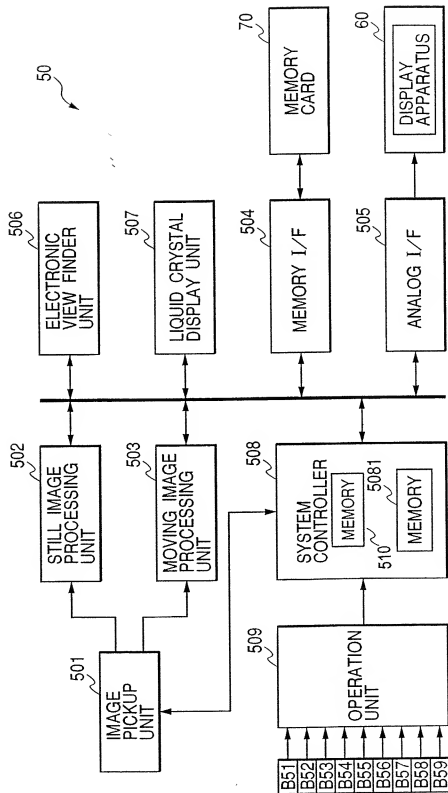 50
501
IMAGE PICKUP
UNIT
502
STILL IMAGE
PROCESSING
UNIT
503
MOVING IMAGE
PROCESSING
UNIT
506
ELECTRONIC
VIEW FINDER
UNIT
507
LIQUID CRYSTAL
DISPLAY UNIT
504
MEMORY I/F
70
MEMORY
CARD
505
ANALOG I/F
60
DISPLAY
APPARATUS
508
SYSTEM
CONTROLLER
MEMORY
510
5081
MEMORY
509
OPERATION
UNIT
B51
B52
B53
B54
B55
B56
B57
B58
B59